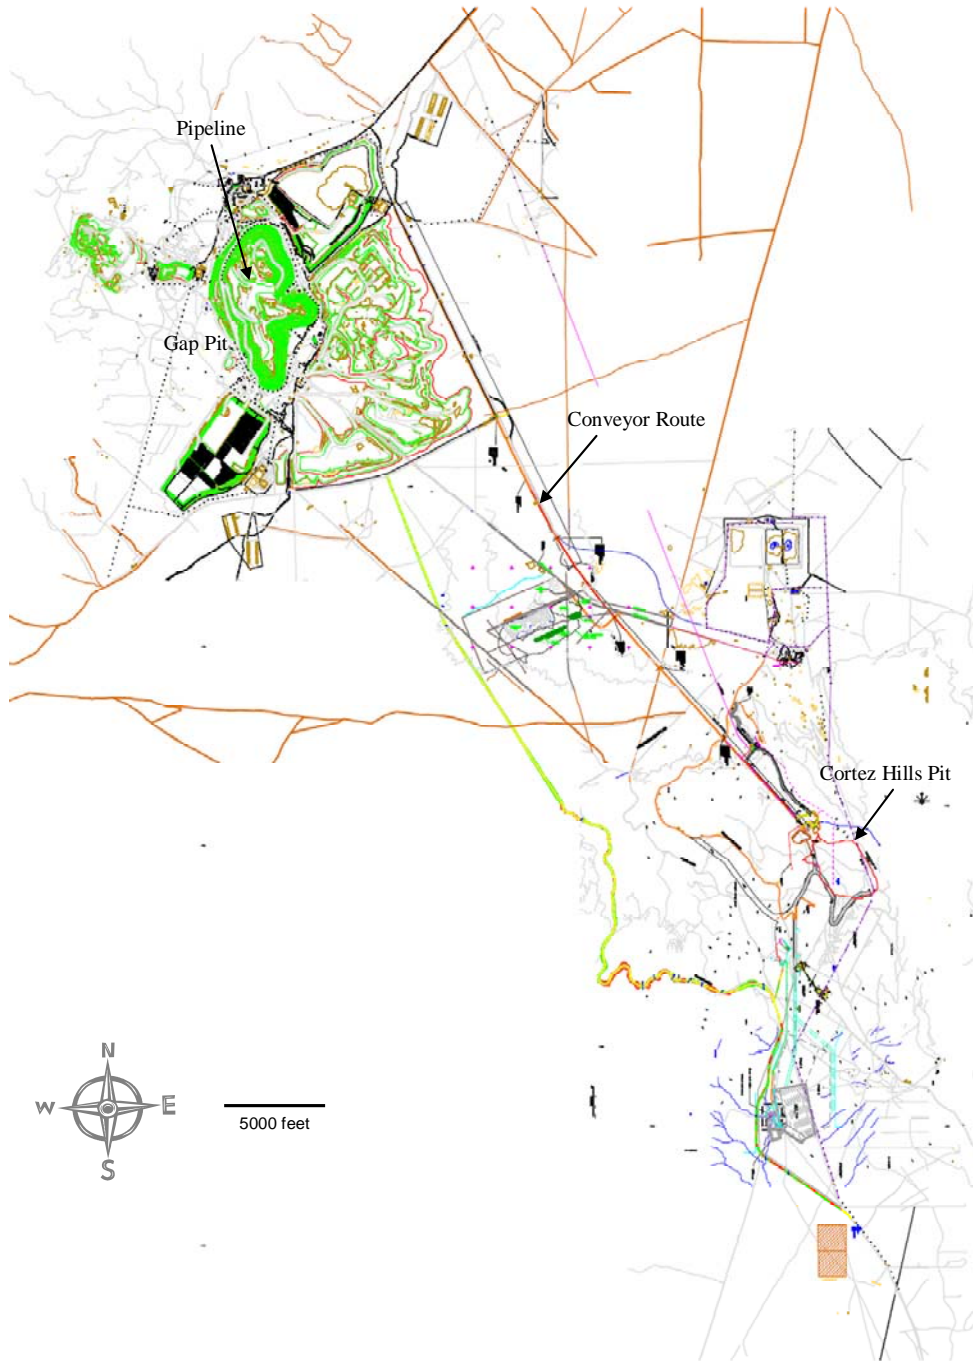 Pipeline
Gap Pit
Conveyor Route
Cortez Hills Pit
N
W E
S
5000 feet